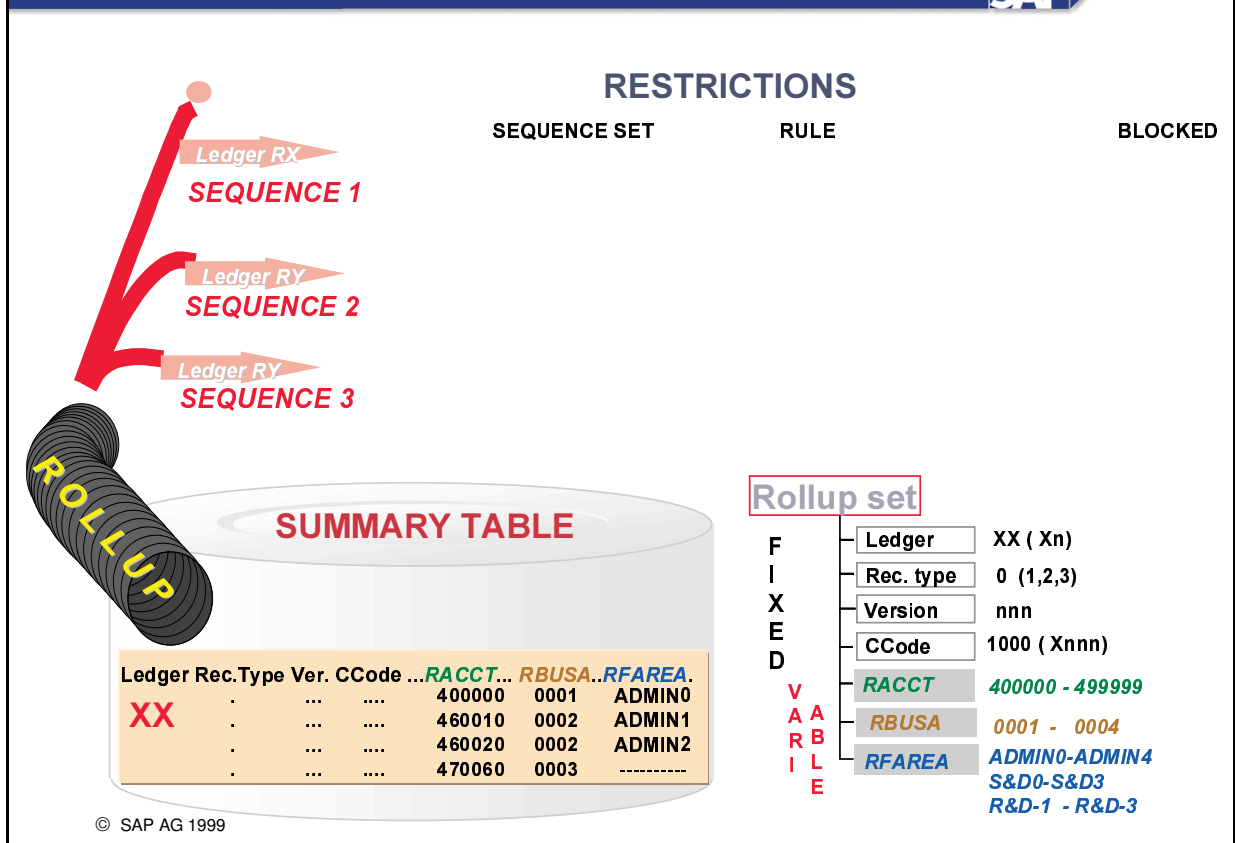 SAP
RESTRICTIONS
SEQUENCE SET RULE BLOCKED
Ledger RX
SEQUENCE 1
Ledger RY
SEQUENCE 2
Ledger RY
SEQUENCE 3
ROLLUP
SUMMARY TABLE
Ledger Rec.Type Ver. CCode ...RACCT... RBUSA..RFAREA.
XX
. ... .... 400000 0001 ADMIN0
. ... .... 460010 0002 ADMIN1
. ... .... 460020 0002 ADMIN2
. ... .... 470060 0003 ----------
Rollup set
FIXED
Ledger XX ( Xn)
Rec. type 0 (1,2,3)
Version nnn
CCode 1000 ( Xnnn)
VARI
ABLE
RACCT 400000 - 499999
RBUSA 0001 - 0004
RFAREA ADMIN0-ADMIN4
S&D0-S&D3
R&D-1 - R&D-3
© SAP AG 1999